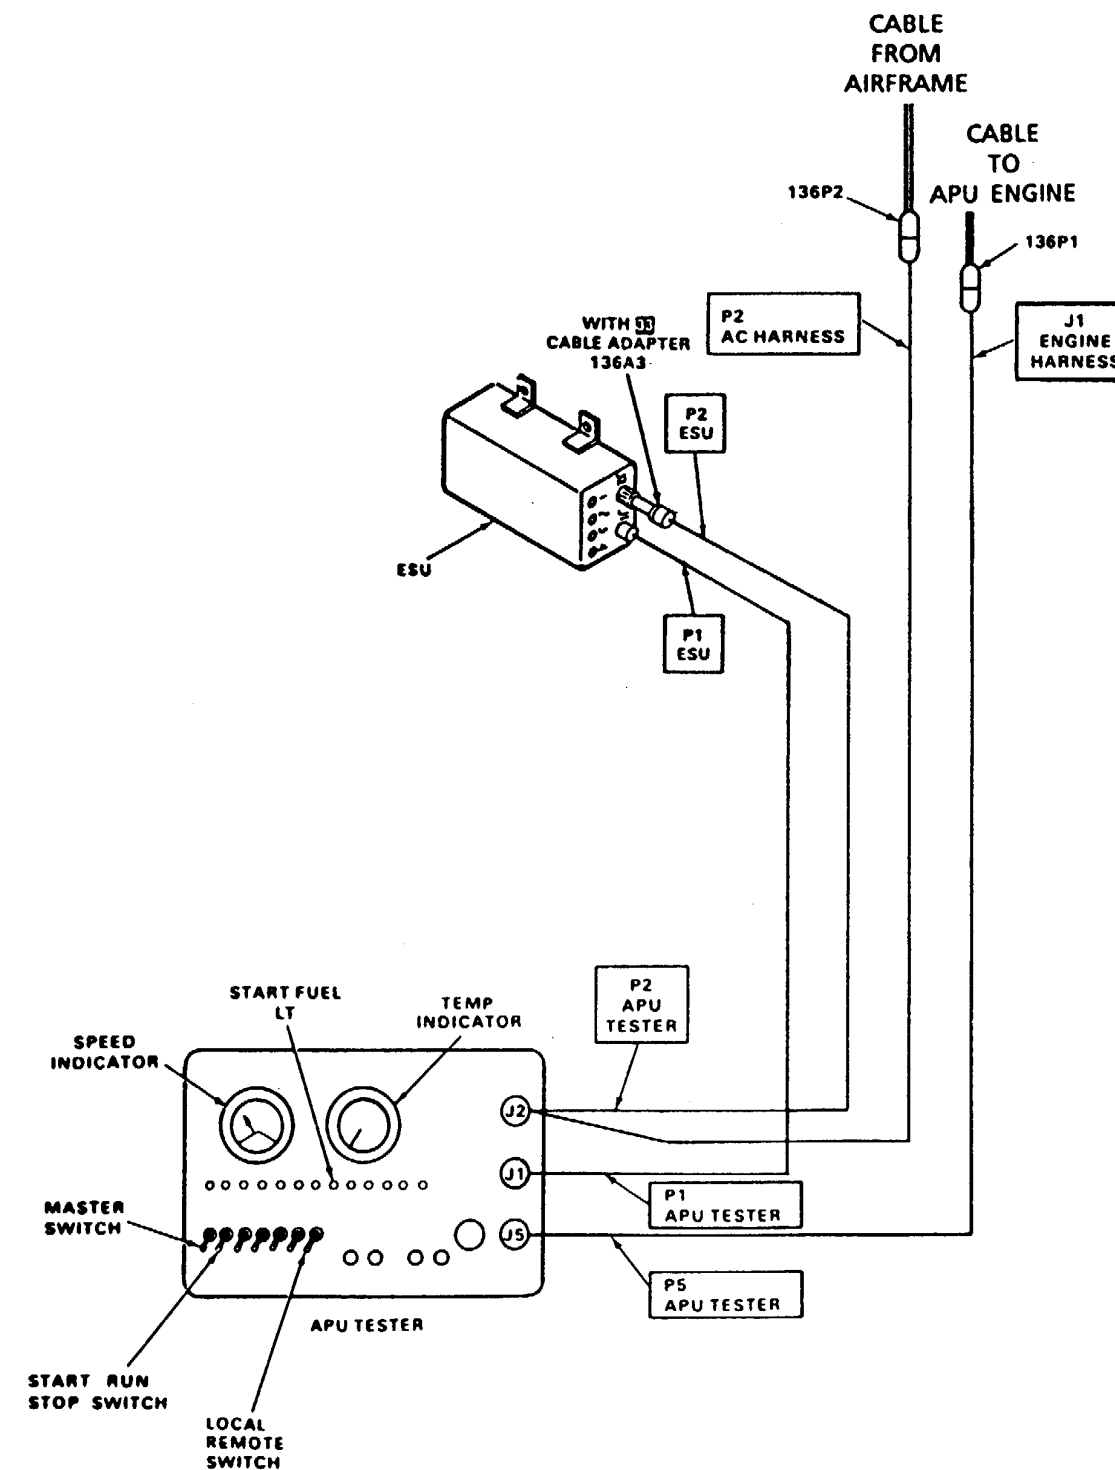 CABLE
FROM
AIRFRAME
CABLE
TO
APU ENGINE
136P2
136P1
P2
AC HARNESS
J1
ENGINE
HARNESS
WITH 13
CABLE ADAPTER
136A3
P2
ESU
ESU
P1
ESU
P2
APU
TESTER
START FUEL
LT
TEMP
INDICATOR
SPEED
INDICATOR
J2
J1
P1
APU TESTER
MASTER
SWITCH
J5
P5
APU TESTER
APU TESTER
START RUN
STOP SWITCH
LOCAL
REMOTE
SWITCH